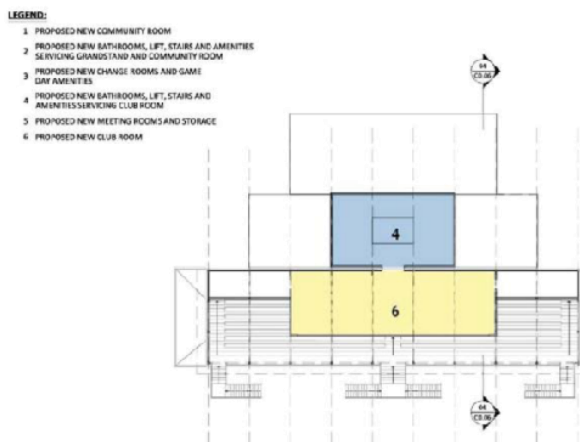 LEGEND:
1 PROPOSED NEW COMMUNITY ROOM
2 PROPOSED NEW BATHROOMS, LIFT, STAIRS AND AMENITIES
SERVICING GRANDSTAND AND COMMUNITY ROOM
3 PROPOSED NEW CHANGE ROOMS AND GAME
DAY AMENITIES
4 PROPOSED NEW BATHROOMS, LIFT, STAIRS AND
AMENITIES SERVICING CLUB ROOM
5 PROPOSED NEW MEETING ROOMS AND STORAGE
6 PROPOSED NEW CLUB ROOM
04
4
6
04